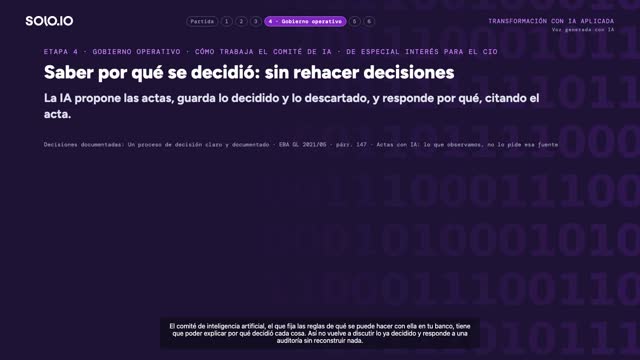 SOLO.IO
Partida 1 2 3 4 · Gobierno operativo 5 6
TRANSFORMACIÓN CON IA APLICADA
Voz generada con IA
ETAPA 4 · GOBIERNO OPERATIVO · CÓMO TRABAJA EL COMITÉ DE IA · DE ESPECIAL INTERÉS PARA EL CIO
Saber por qué se decidió: sin rehacer decisiones
La IA propone las actas, guarda lo decidido y lo descartado, y responde por qué, citando el
acta.
Decisiones documentadas: Un proceso de decisión claro y documentado · EBA GL 2021/05 · párr. 147 · Actas con IA: lo que observamos, no lo pide esa fuente
El comité de inteligencia artificial, el que fija las reglas de qué se puede hacer con ella en tu banco, tiene
que poder explicar por qué decidió cada cosa. Así no vuelve a discutir lo ya decidido y responde a una
auditoría sin reconstruir nada.